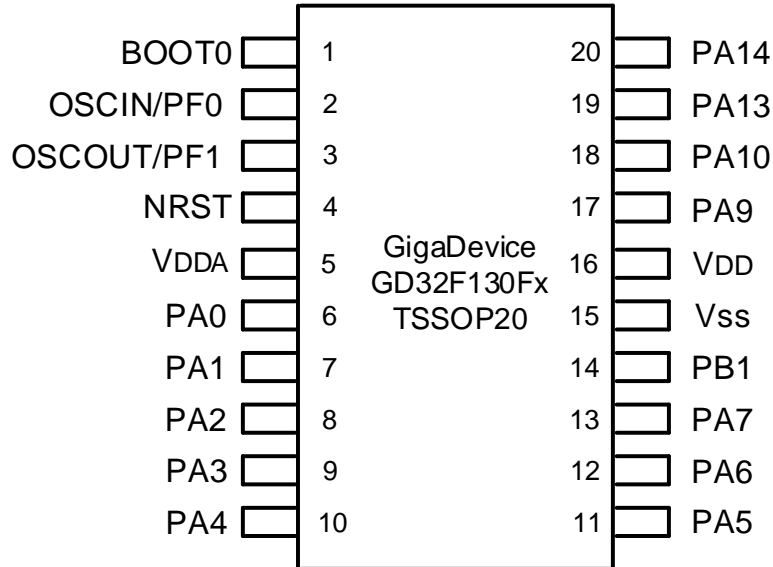 BOOT0 1 20 PA14
OSCIN/PF0 2 19 PA13
OSCOUT/PF1 3 18 PA10
NRST 4 17 PA9
VDDA 5 16 VDD
PA0 6 15 Vss
PA1 7 14 PB1
PA2 8 13 PA7
PA3 9 12 PA6
PA4 10 11 PA5
GigaDevice
GD32F130Fx
TSSOP20